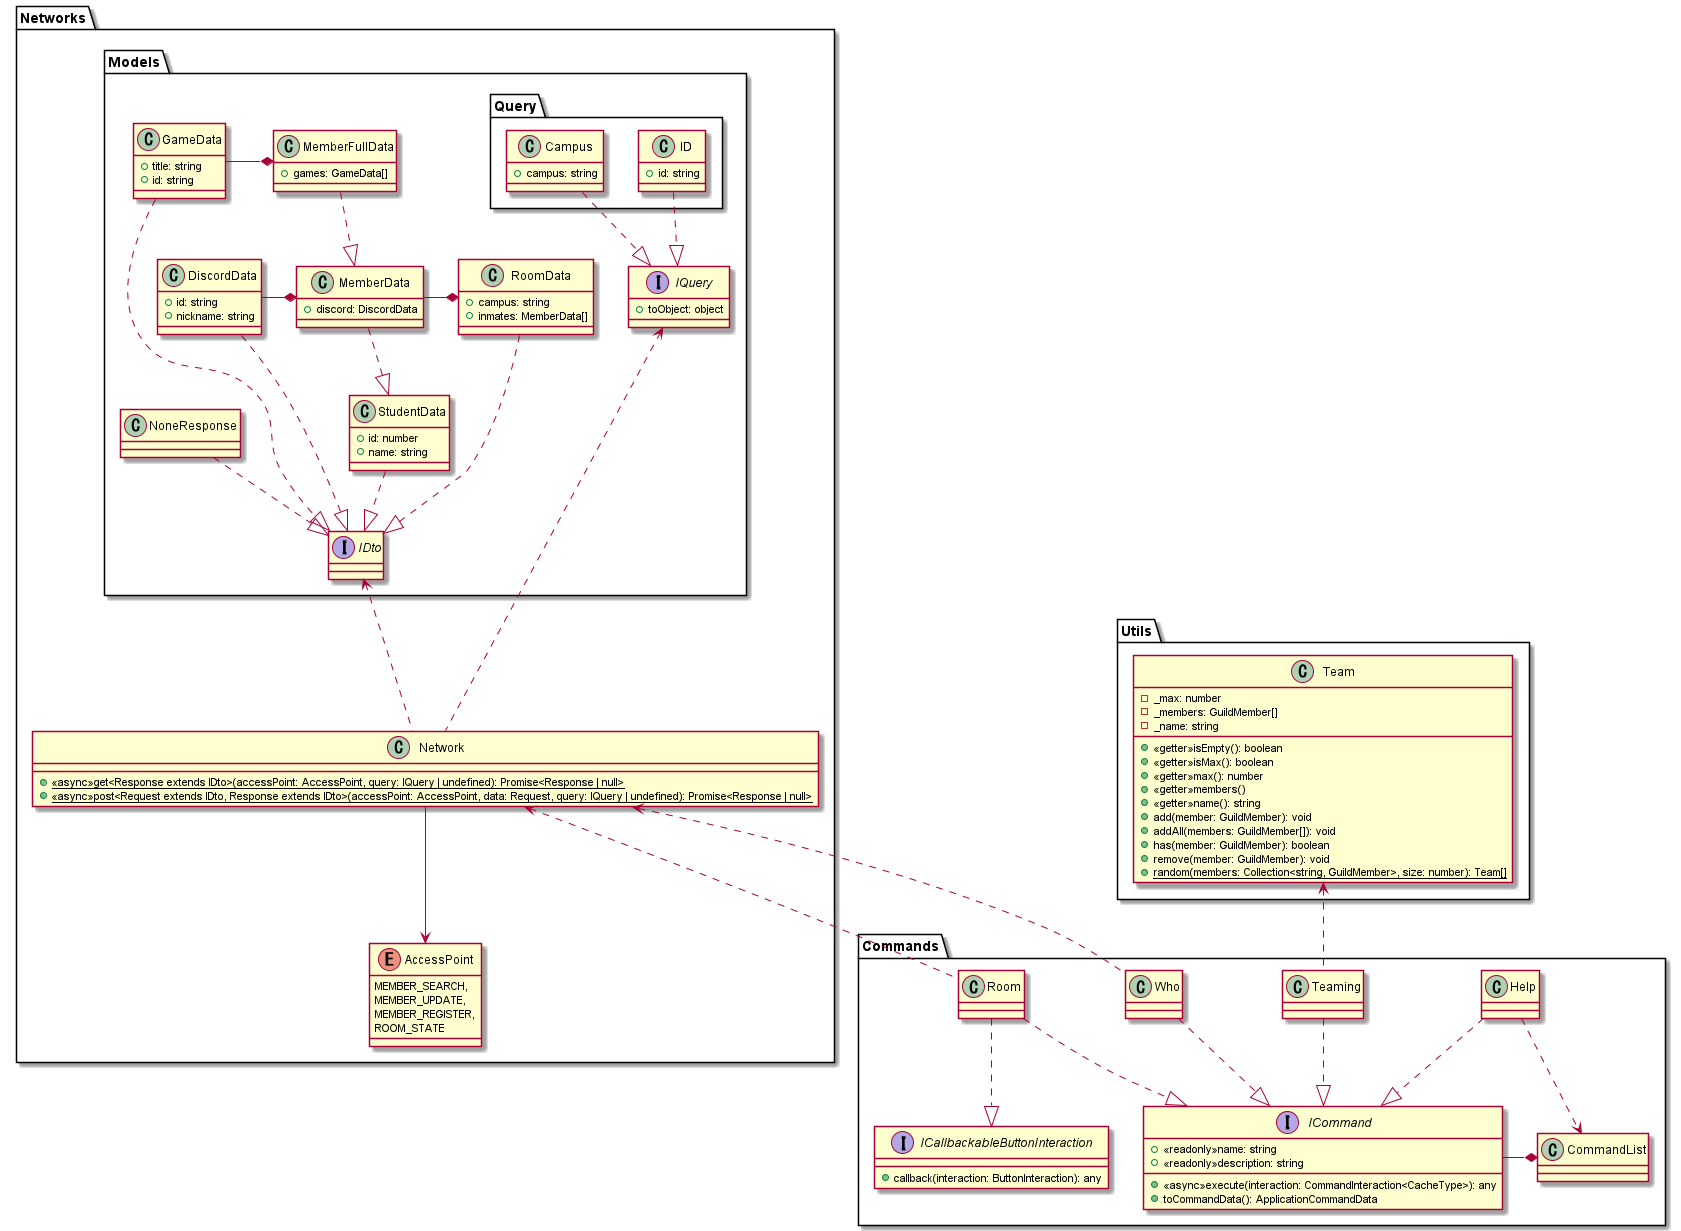 Networks
Models
Query
C GameData
title: string
id: string
C MemberFullData
games: GameData[]
C Campus
campus: string
C ID
id: string
C DiscordData
id: string
nickname: string
C MemberData
discord: DiscordData
C RoomData
campus: string
inmates: MemberData[]
I IQuery
toObject: object
C NoneResponse
C StudentData
id: number
name: string
I IDto
C Network
«async»get<Response extends IDto>(accessPoint: AccessPoint, query: IQuery | undefined): Promise<Response | null>
«async»post<Request extends IDto, Response extends IDto>(accessPoint: AccessPoint, data: Request, query: IQuery | undefined): Promise<Response | null>
E AccessPoint
MEMBER_SEARCH,
MEMBER_UPDATE,
MEMBER_REGISTER,
ROOM_STATE
Utils
C Team
_max: number
_members: GuildMember[]
_name: string
«getter»isEmpty(): boolean
«getter»isMax(): boolean
«getter»max(): number
«getter»members()
«getter»name(): string
add(member: GuildMember): void
addAll(members: GuildMember[]): void
has(member: GuildMember): boolean
remove(member: GuildMember): void
random(members: Collection<string, GuildMember>, size: number): Team[]
Commands
C Room
C Who
C Teaming
C Help
I ICallbackableButtonInteraction
callback(interaction: ButtonInteraction): any
I ICommand
«readonly»name: string
«readonly»description: string
«async»execute(interaction: CommandInteraction<CacheType>): any
toCommandData(): ApplicationCommandData
C CommandList